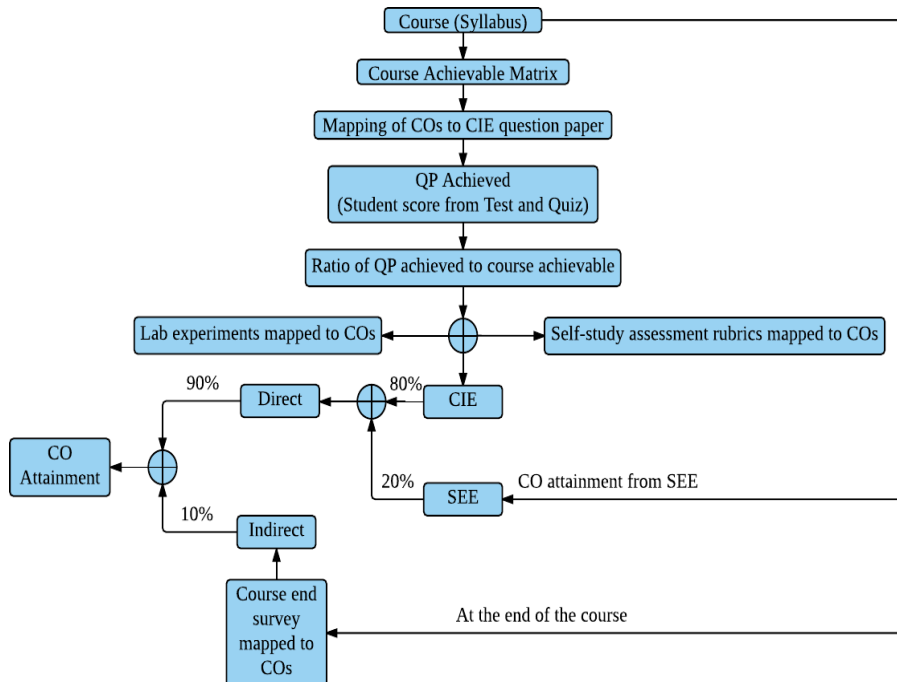 Course (Syllabus)
Course Achievable Matrix
Mapping of COs to CIE question paper
QP Achieved
(Student score from Test and Quiz)
Ratio of QP achieved to course achievable
Lab experiments mapped to COs
Self-study assessment rubrics mapped to COs
90%
Direct
80%
CIE
CO
Attainment
20%
SEE
CO attainment from SEE
10%
Indirect
Course end
survey
mapped to
COs
At the end of the course